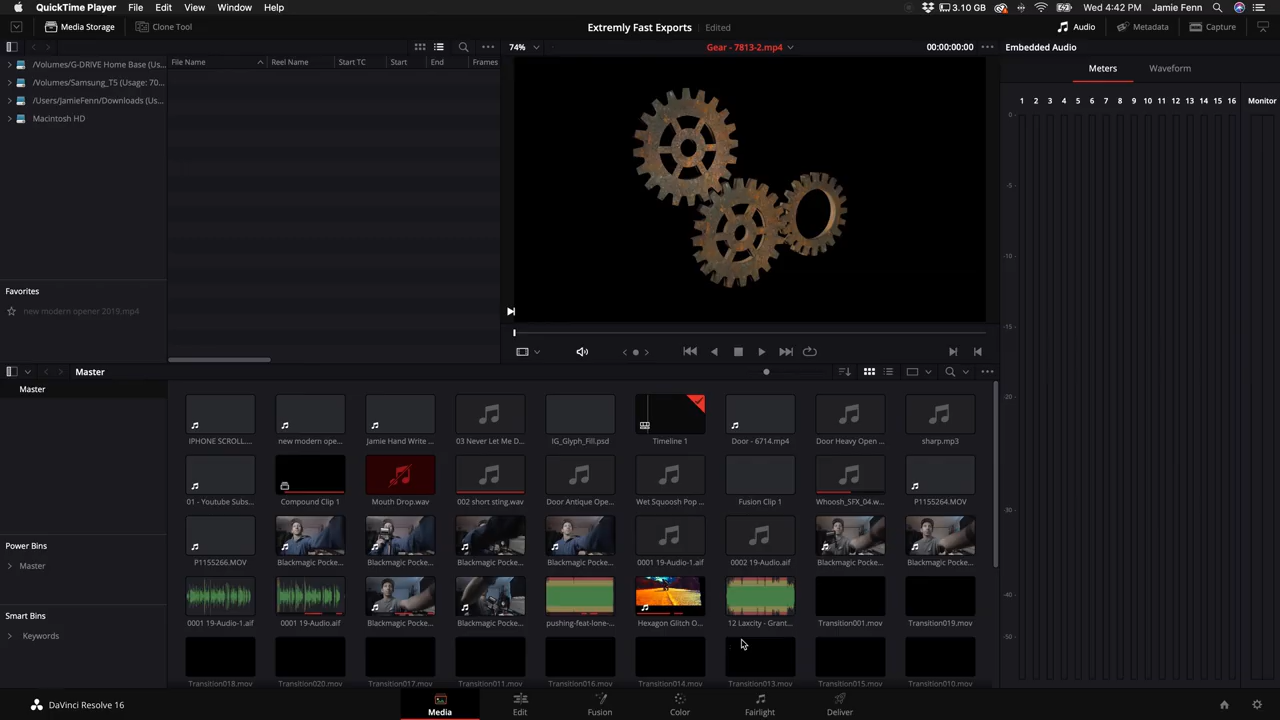 QuickTime Player File Edit View Window Help 3.10 GB Wed 4:42 PM Jamie Fenn
Media Storage Clone Tool Extremly Fast Exports Edited Audio Metadata Capture
74% Gear - 7813-2.mp4 00:00:00:00 Embedded Audio
/Volumes/G-DRIVE Home Base (Us... File Name Reel Name Start TC Start End Frames
Meters Waveform
/Volumes/Samsung_T5 (Usage: 70...
/Users/JamieFenn/Downloads (Us...
1 2 3 4 5 6 7 8 9 10 11 12 13 14 15 16 Monitor
Macintosh HD
0
-5
-10
Favorites
new modern opener 2019.mp4
-15
Master
Master
-20
IPHONE SCROLL.... new modern ope... Jamie Hand Write ... 03 Never Let Me D... IG_Glyph_Fill.psd Timeline 1 Door - 6714.mp4 Door Heavy Open ... sharp.mp3
-25
01 - Youtube Subs... Compound Clip 1 Mouth Drop.wav 002 short sting.wav Door Antique Ope... Wet Squoosh Pop ... Fusion Clip 1 Whoosh_SFX_04.w... P1155264.MOV
-30
Power Bins
Master
P1155266.MOV Blackmagic Pocke... Blackmagic Pocke... Blackmagic Pocke... Blackmagic Pocke... 0001 19-Audio-1.aif 0002 19-Audio.aif Blackmagic Pocke... Blackmagic Pocke...
-40
Smart Bins
Keywords
0001 19-Audio-1.aif 0001 19-Audio.aif Blackmagic Pocke... Blackmagic Pocke... pushing-feat-lone-... Hexagon Glitch O... 12 Laxcity - Grant... Transition001.mov Transition019.mov
-50
Transition018.mov Transition020.mov Transition017.mov Transition011.mov Transition016.mov Transition014.mov Transition013.mov Transition015.mov Transition010.mov
DaVinci Resolve 16 Media Edit Fusion Color Fairlight Deliver